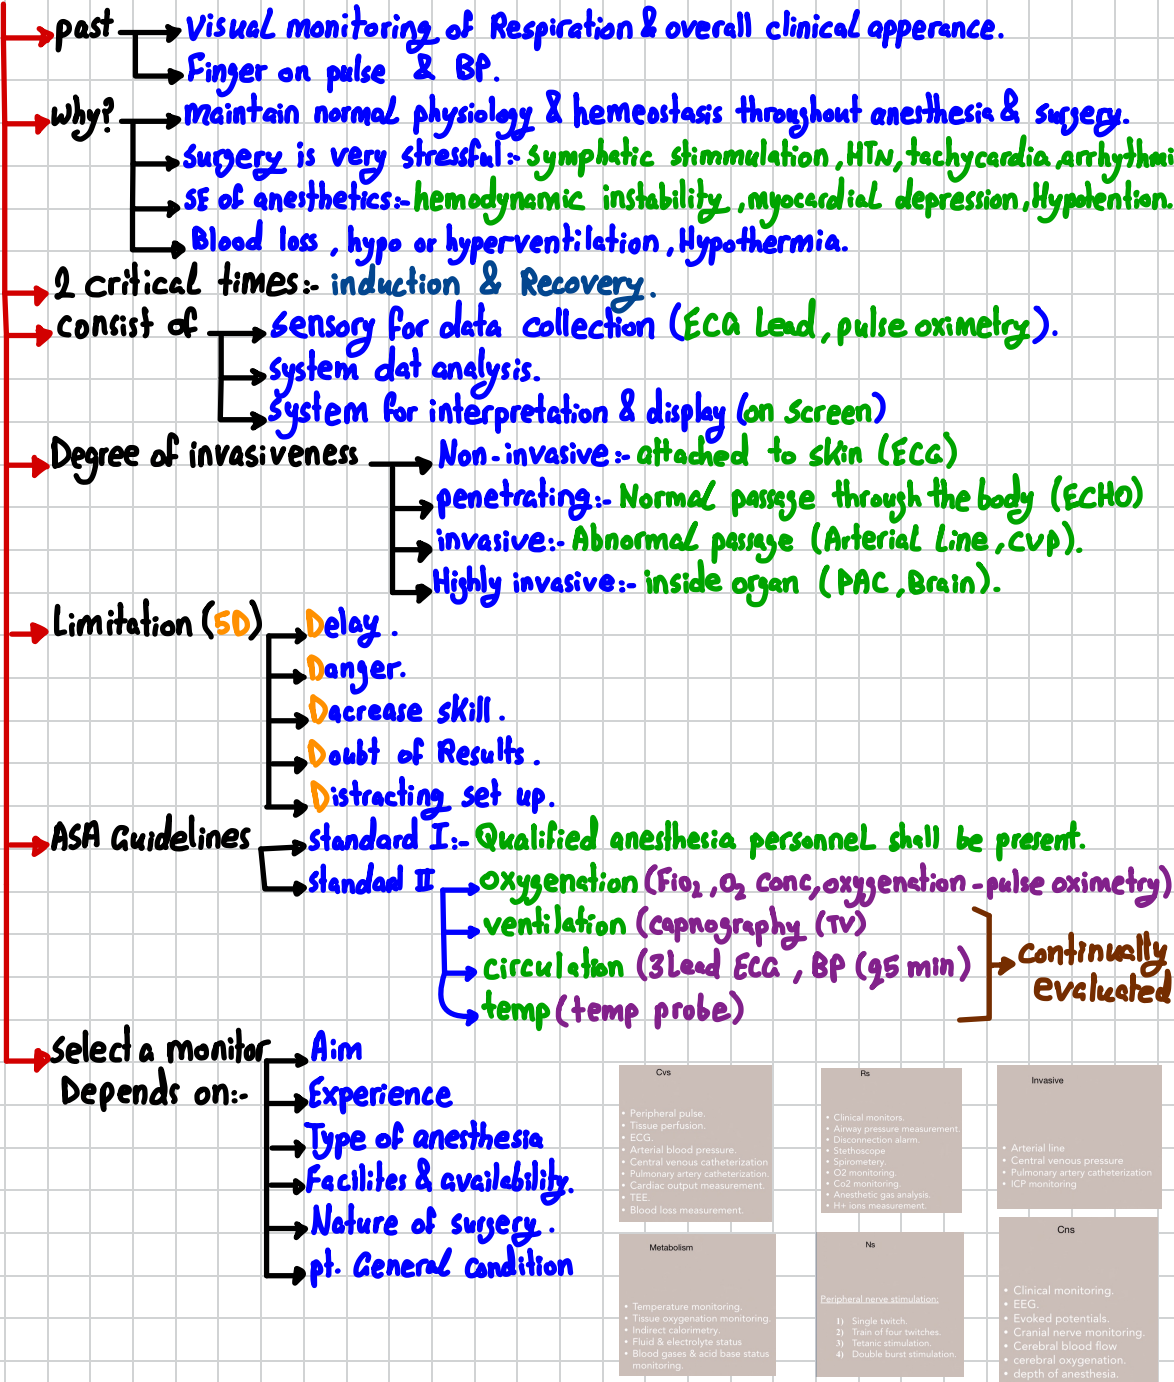 past
Visual monitoring of Respiration & overall clinical apperance.
Finger on pulse & BP.
why?
maintain normal physiology & hemeostasis throughout anesthesia & surgery.
surgery is very stressful:- symphatic stimmulation, HTN, tachycardia, arrhythmi
SE of anesthetics:- hemodynamic instability, myocardial depression, Hypotention.
Blood loss, hypo or hyperventilation, Hypothermia.
2 critical times:- induction & Recovery.
consist of
sensory for data collection (ECG Lead, pulse oximetry).
system dat analysis.
system for interpretation & display (on screen)
Degree of invasiveness
Non-invasive:- attached to skin (ECG)
penetrating:- Normal passage through the body (ECHO)
invasive:- Abnormal passage (Arterial Line, CVP).
Highly invasive:- inside organ (PAC, Brain).
Limitation (5D)
Delay.
Danger.
Dacrease skill.
Doubt of Results.
Distracting set up.
ASA Guidelines
standard I:- Qualified anesthesia personnel shall be present.
standard II
oxygenation (Fio2, O2 conc, oxygenation - pulse oximetry)
ventilation (capnography (TV)
circulation (3 Lead ECG, BP (q5 min)
temp (temp probe)
continually
evaluated
select a monitor
Depends on:-
Aim
Experience
Type of anesthesia
Facilites & availability.
Nature of surgery.
pt. General condition
Cvs
• Peripheral pulse.
• Tissue perfusion.
• ECG.
• Arterial blood pressure.
• Central venous catheterization
• Pulmonary artery catheterization.
• Cardiac output measurement.
• TEE.
• Blood loss measurement.
Rs
• Clinical monitors.
• Airway pressure measurement.
• Disconnection alarm.
• Stethoscope
• Spirometery.
• O2 monitoring.
• Co2 monitoring.
• Anesthetic gas analysis.
• H+ ions measurement.
Invasive
• Arterial line
• Central venous pressure
• Pulmonary artery catheterization
• ICP monitoring
Metabolism
• Temperature monitoring.
• Tissue oxygenation monitoring.
• Indirect calorimetry.
• Fluid & electrolyte status
• Blood gases & acid base status
monitoring.
Ns
Peripheral nerve stimulation:
1) Single twitch.
2) Train of four twitches.
3) Tetanic stimulation.
4) Double burst stimulation.
Cns
• Clinical monitoring.
• EEG.
• Evoked potentials.
• Cranial nerve monitoring.
• Cerebral blood flow
• cerebral oxygenation.
• depth of anesthesia.